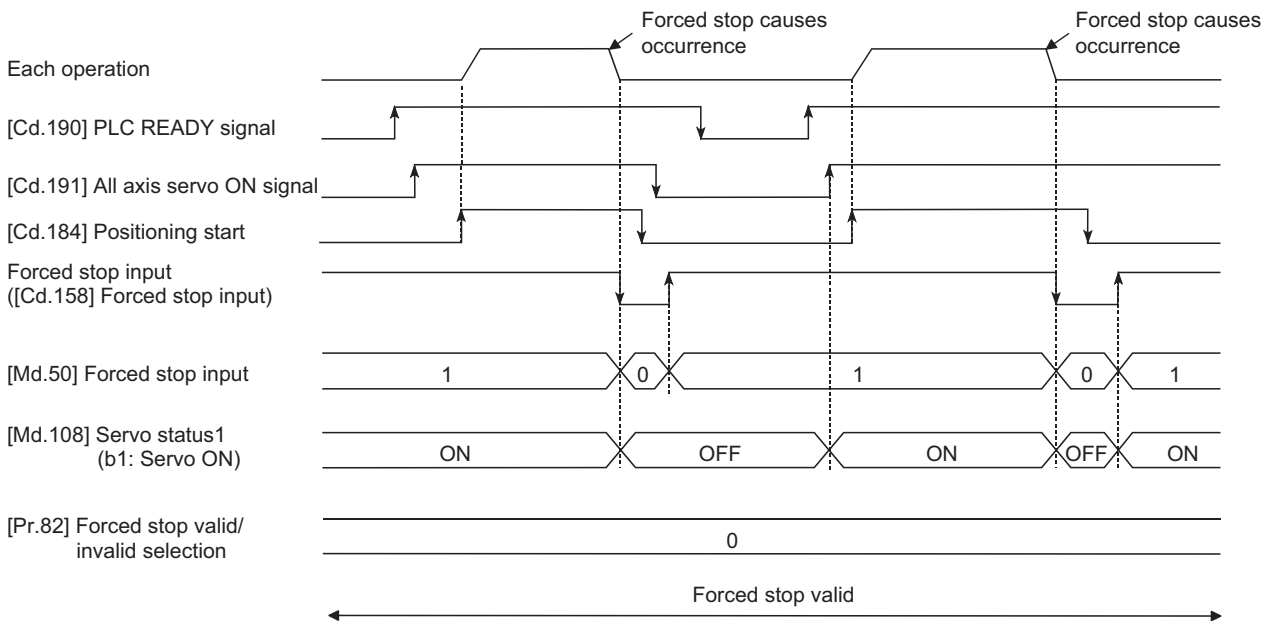 Forced stop causes
occurrence
Forced stop causes
occurrence
Each operation
[Cd.190] PLC READY signal
[Cd.191] All axis servo ON signal
[Cd.184] Positioning start
Forced stop input
([Cd.158] Forced stop input)
[Md.50] Forced stop input
1
0
1
0
1
[Md.108] Servo status1
(b1: Servo ON)
ON
OFF
ON
OFF
ON
[Pr.82] Forced stop valid/
invalid selection
0
Forced stop valid